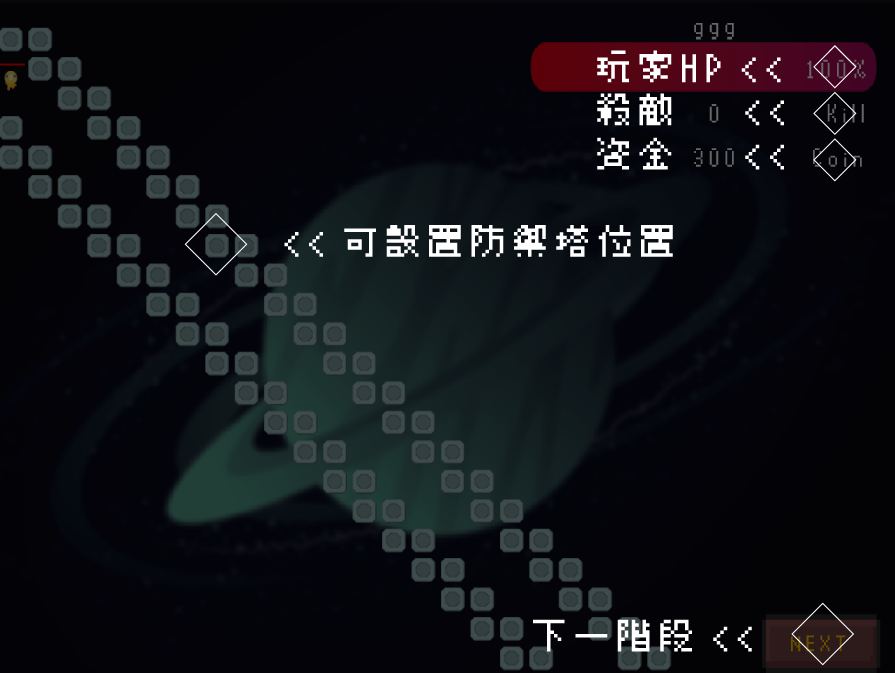 ggg
玩家HP << 100%
殺敵 0 << Kill
資金 300 << Coin
<< 可設置防禦塔位置
下一階段 << NEXT